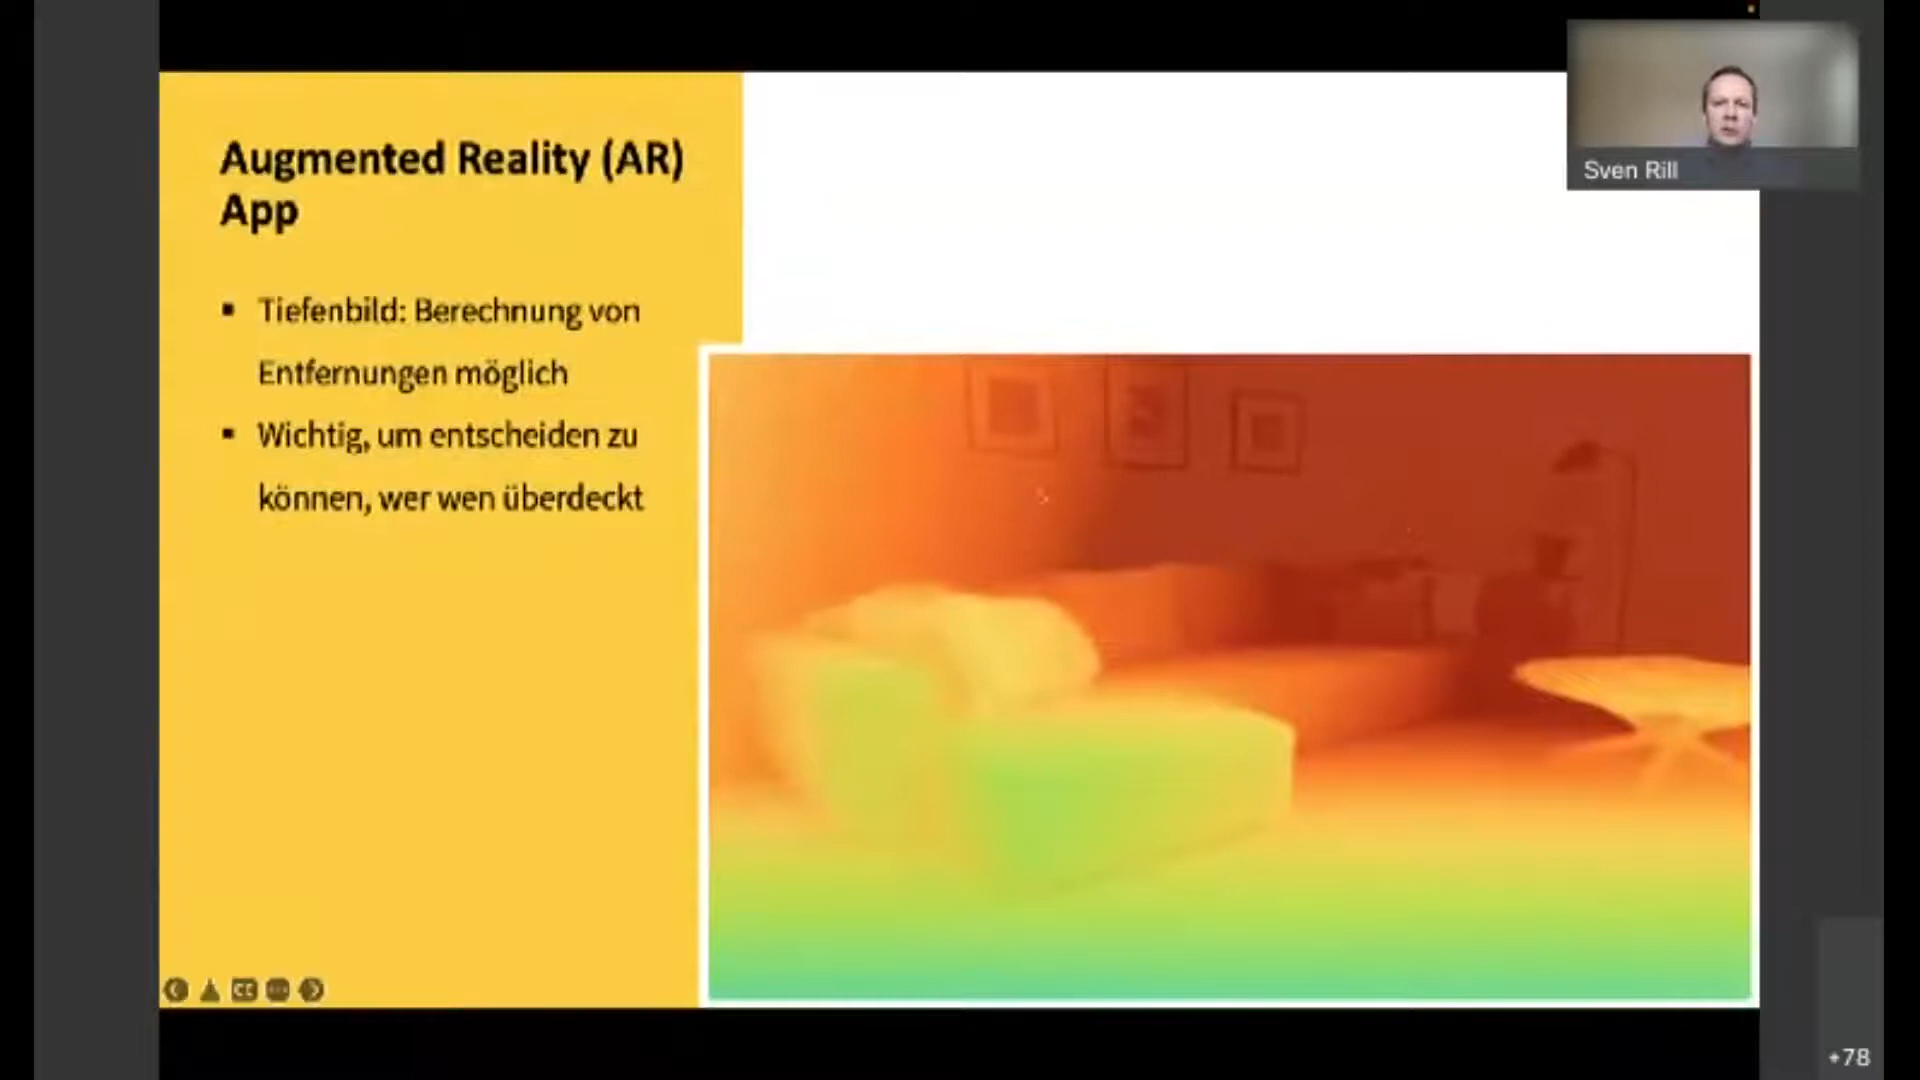 Augmented Reality (AR)
App
▪ Tiefenbild: Berechnung von
Entfernungen möglich
▪ Wichtig, um entscheiden zu
können, wer wen überdeckt
Sven Rill
CC
+78